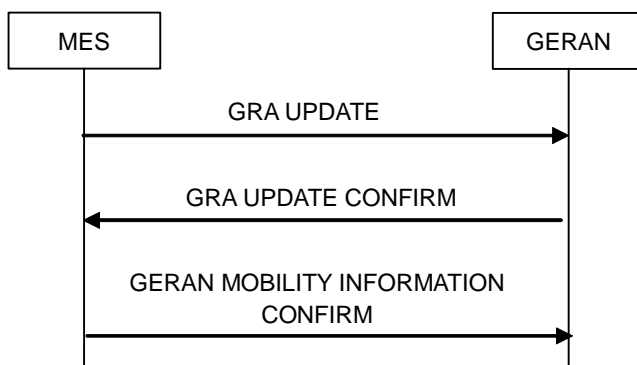 MES
GERAN
GRA UPDATE
GRA UPDATE CONFIRM
GERAN MOBILITY INFORMATION
CONFIRM